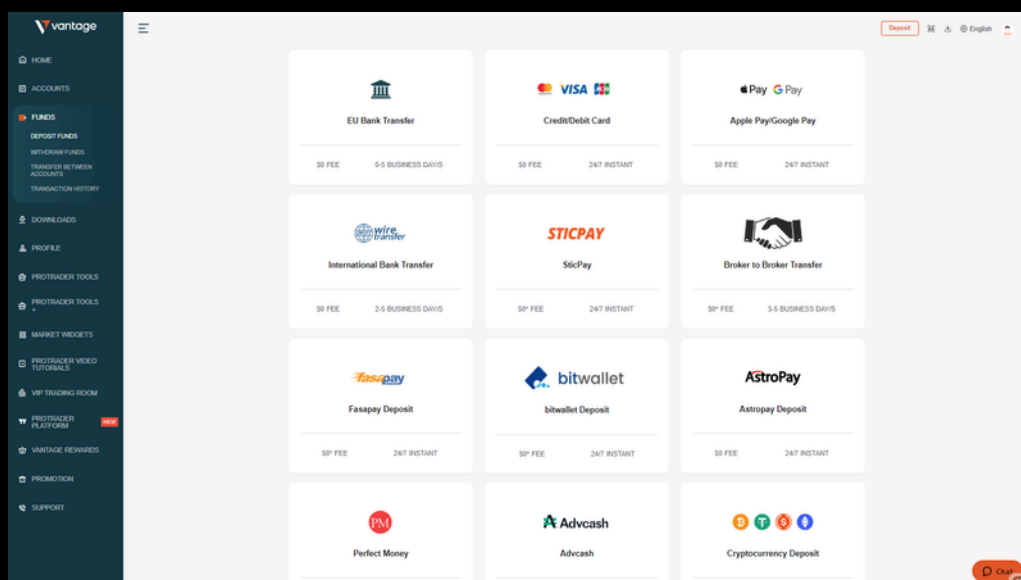 vantage
Deposit
English
HOME
ACCOUNTS
FUNDS
DEPOSIT FUNDS
WITHDRAW FUNDS
TRANSFER BETWEEN
ACCOUNTS
TRANSACTION HISTORY
DOWNLOADS
PROFILE
PROTRADER TOOLS
PROTRADER TOOLS
+
MARKET WIDGETS
PROTRADER VIDEO
TUTORIALS
VIP TRADING ROOM
PROTRADER
PLATFORM
NEW
VANTAGE REWARDS
PROMOTION
SUPPORT
VISA JCB Pay G Pay
EU Bank Transfer Credit/Debit Card Apple Pay/Google Pay
$0 FEE 0-5 BUSINESS DAY/S $0 FEE 24/7 INSTANT $0 FEE 24/7 INSTANT
wire
transfer
STICPAY
International Bank Transfer SticPay Broker to Broker Transfer
$0 FEE 2-5 BUSINESS DAY/S $0* FEE 24/7 INSTANT $0* FEE 3-5 BUSINESS DAY/S
Fasapay bitwallet AstroPay
Fasapay Deposit bitwallet Deposit Astropay Deposit
$0* FEE 24/7 INSTANT $0* FEE 24/7 INSTANT $0 FEE 24/7 INSTANT
PM Advcash
Perfect Money Advcash Cryptocurrency Deposit
Chat